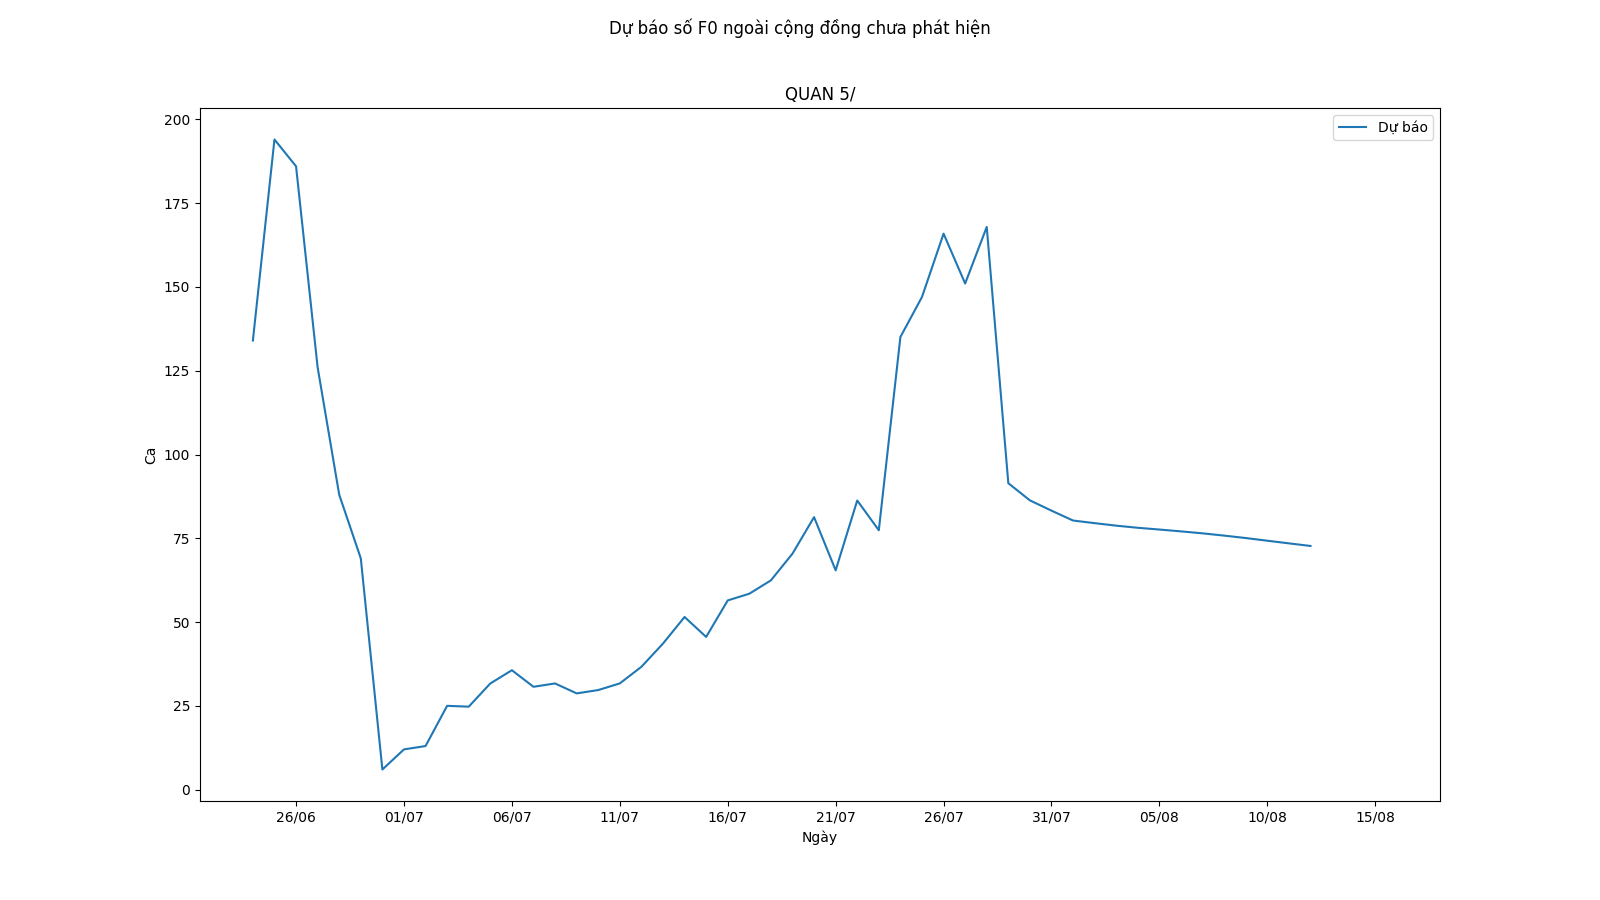 Dự báo số F0 ngoài cộng đồng chưa phát hiện
QUAN 5/
Dự báo
200
175
150
125
100
75
50
25
0
Ca
26/06 01/07 06/07 11/07 16/07 21/07 26/07 31/07 05/08 10/08 15/08
Ngày